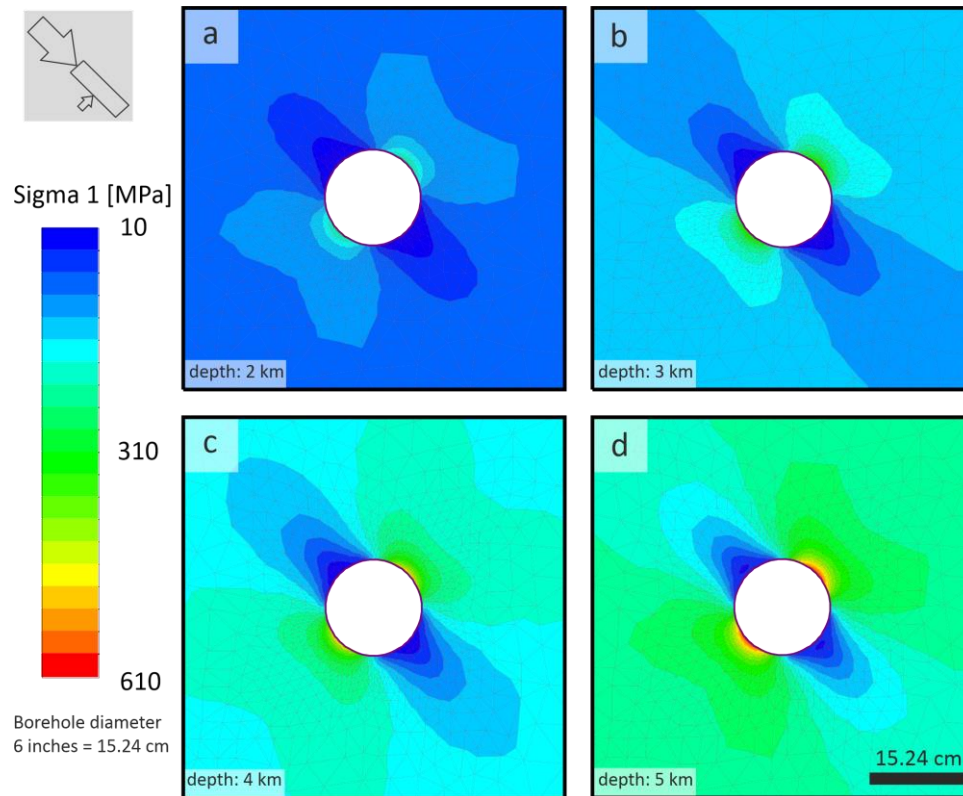 a
b
Sigma 1 [MPa]
10
310
610
depth: 2 km
depth: 3 km
c
d
Borehole diameter
6 inches = 15.24 cm
depth: 4 km
depth: 5 km
15.24 cm